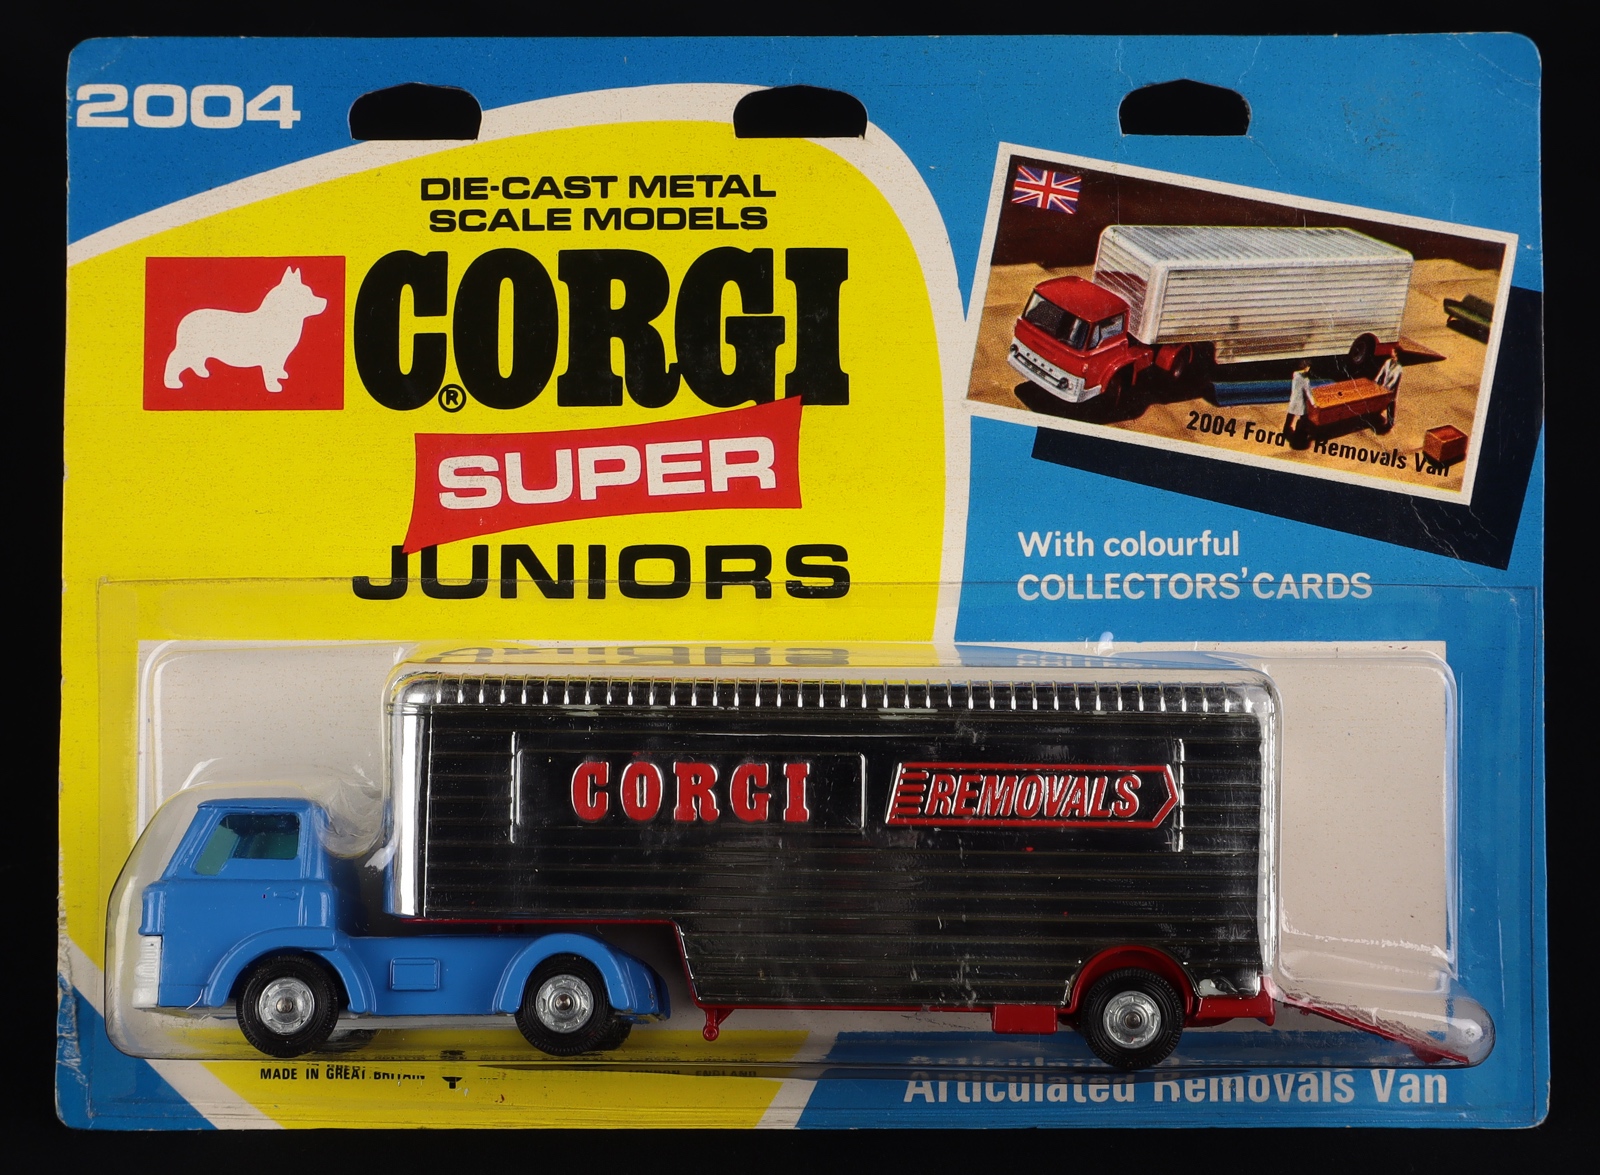 2004
DIE-CAST METAL
SCALE MODELS
CORGI
®
SUPER
JUNIORS
2004 Ford Removals Van
With colourful
COLLECTORS' CARDS
CORGI REMOVALS
MADE IN GREAT BRITAIN
ENGLAND
Articulated Removals Van